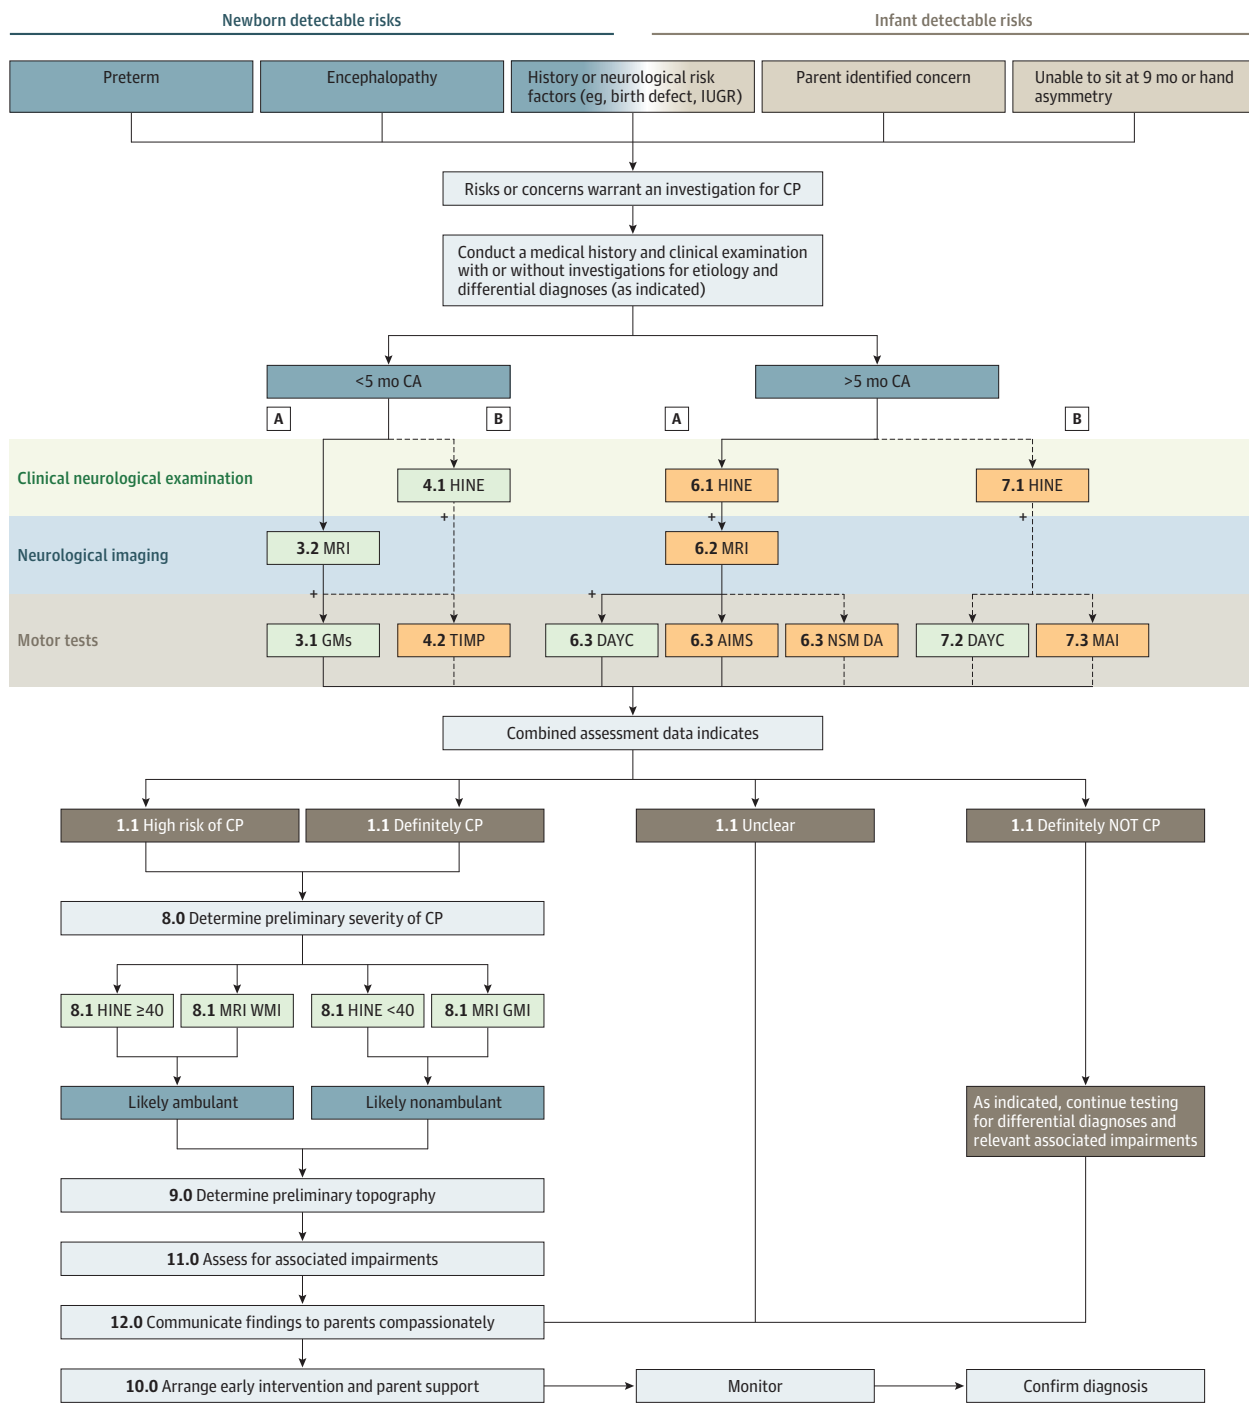 Newborn detectable risks
Infant detectable risks
Preterm
Encephalopathy
History or neurological risk
factors (eg, birth defect, IUGR)
Parent identified concern
Unable to sit at 9 mo or hand
asymmetry
Risks or concerns warrant an investigation for CP
Conduct a medical history and clinical examination
with or without investigations for etiology and
differential diagnoses (as indicated)
<5 mo CA
>5 mo CA
A
B
A
B
Clinical neurological examination
4.1 HINE
6.1 HINE
7.1 HINE
+
+
+
Neurological imaging
3.2 MRI
6.2 MRI
+
+
Motor tests
3.1 GMs
4.2 TIMP
6.3 DAYC
6.3 AIMS
6.3 NSM DA
7.2 DAYC
7.3 MAI
Combined assessment data indicates
1.1 High risk of CP
1.1 Definitely CP
1.1 Unclear
1.1 Definitely NOT CP
8.0 Determine preliminary severity of CP
8.1 HINE ≥40
8.1 MRI WMI
8.1 HINE <40
8.1 MRI GMI
Likely ambulant
Likely nonambulant
As indicated, continue testing
for differential diagnoses and
relevant associated impairments
9.0 Determine preliminary topography
11.0 Assess for associated impairments
12.0 Communicate findings to parents compassionately
10.0 Arrange early intervention and parent support
Monitor
Confirm diagnosis